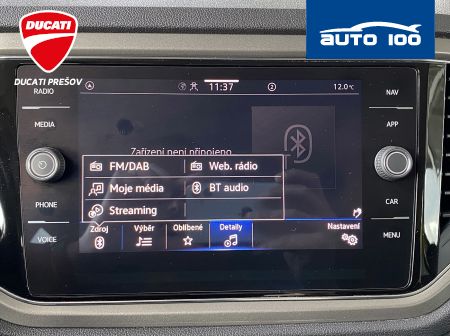 DUCATI
DUCATI PREŠOV
AUTO 100
RADIO
MEDIA
PHONE
VOICE
NAV
APP
CAR
MENU
11:37
2
12.0°C
Zařízení není připojeno
FM/DAB
Web. rádio
Moje média
BT audio
Streaming
Zdroj
Výběr
Oblíbené
Detaily
Nastavení